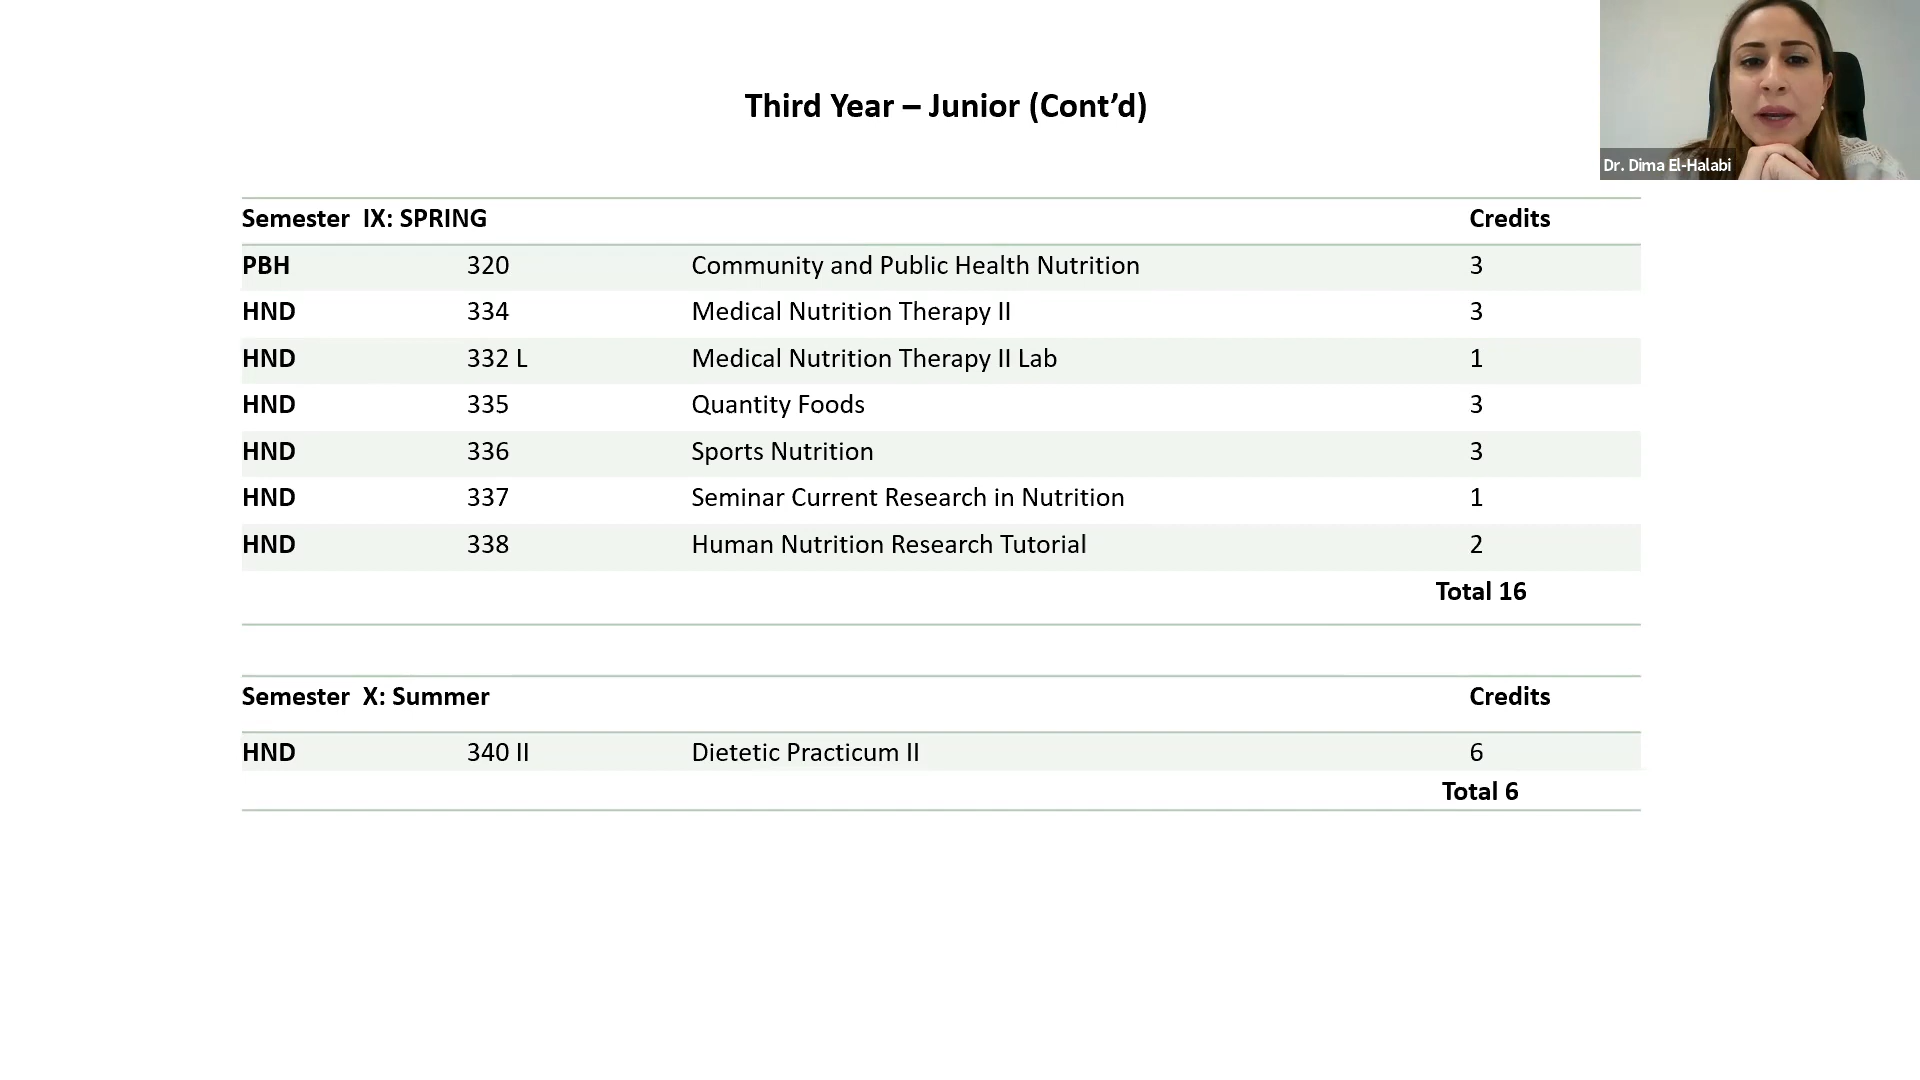 Third Year – Junior (Cont’d)
Dr. Dima El-Halabi
Semester IX: SPRING Credits
PBH 320 Community and Public Health Nutrition 3
HND 334 Medical Nutrition Therapy II 3
HND 332 L Medical Nutrition Therapy II Lab 1
HND 335 Quantity Foods 3
HND 336 Sports Nutrition 3
HND 337 Seminar Current Research in Nutrition 1
HND 338 Human Nutrition Research Tutorial 2
Total 16
Semester X: Summer Credits
HND 340 II Dietetic Practicum II 6
Total 6